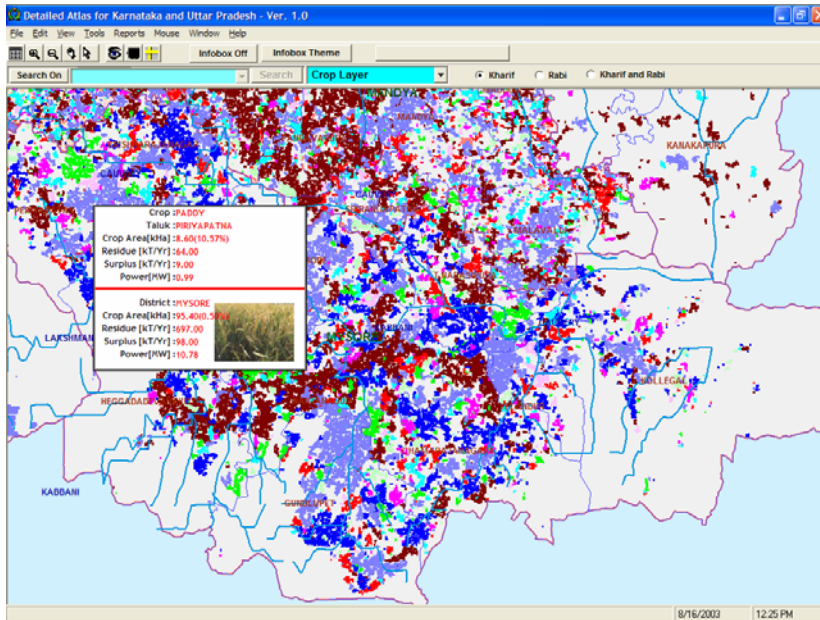 Detailed Atlas for Karnataka and Uttar Pradesh - Ver. 1.0
File Edit View Tools Reports Mouse Window Help
Infobox Off Infobox Theme
Search On Search Crop Layer Kharif Rabi Kharif and Rabi
MANDYA
MANDYA
KANAKAPURA
Crop :PADDY
Taluk :PIRIYAPATNA
Crop Area[kHa] :8.60(10.57%)
Residue [kT/Yr] :64.00
Surplus [kT/Yr] :9.00
Power[MW] :0.99
MALAVALLI
District :MYSORE
Crop Area[kHa] :95.40(0.50%)
Residue [kT/Yr] :697.00
Surplus [kT/Yr] :98.00
Power[MW] :10.78
LAKSHMAN
KOLLEGAL
KABBANI
GUNDLUPET
8/16/2003 12:25 PM